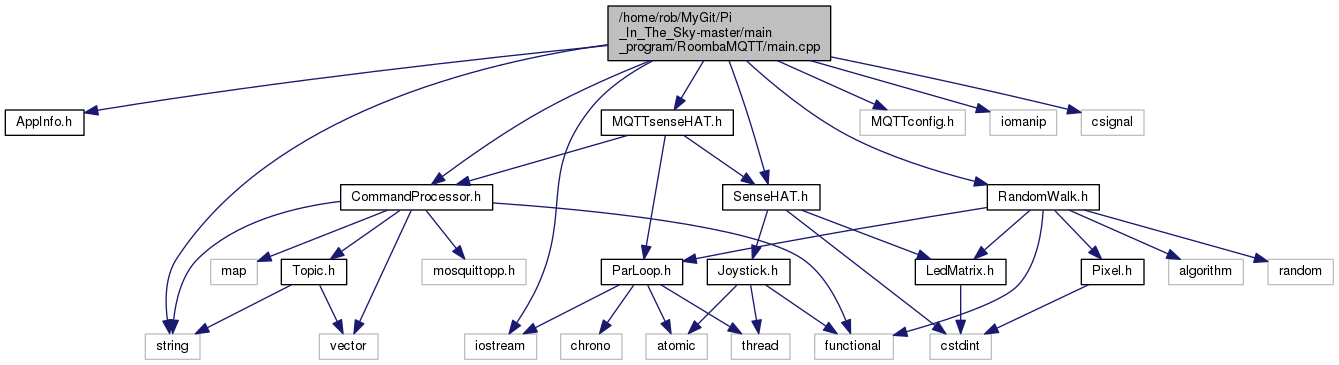 /home/rob/MyGit/Pi
_In_The_Sky-master/main
_program/RoombaMQTT/main.cpp
AppInfo.h
MQTTsenseHAT.h
MQTTconfig.h
iomanip
csignal
CommandProcessor.h
SenseHAT.h
RandomWalk.h
map
Topic.h
mosquittopp.h
ParLoop.h
Joystick.h
LedMatrix.h
Pixel.h
algorithm
random
string
vector
iostream
chrono
atomic
thread
functional
cstdint